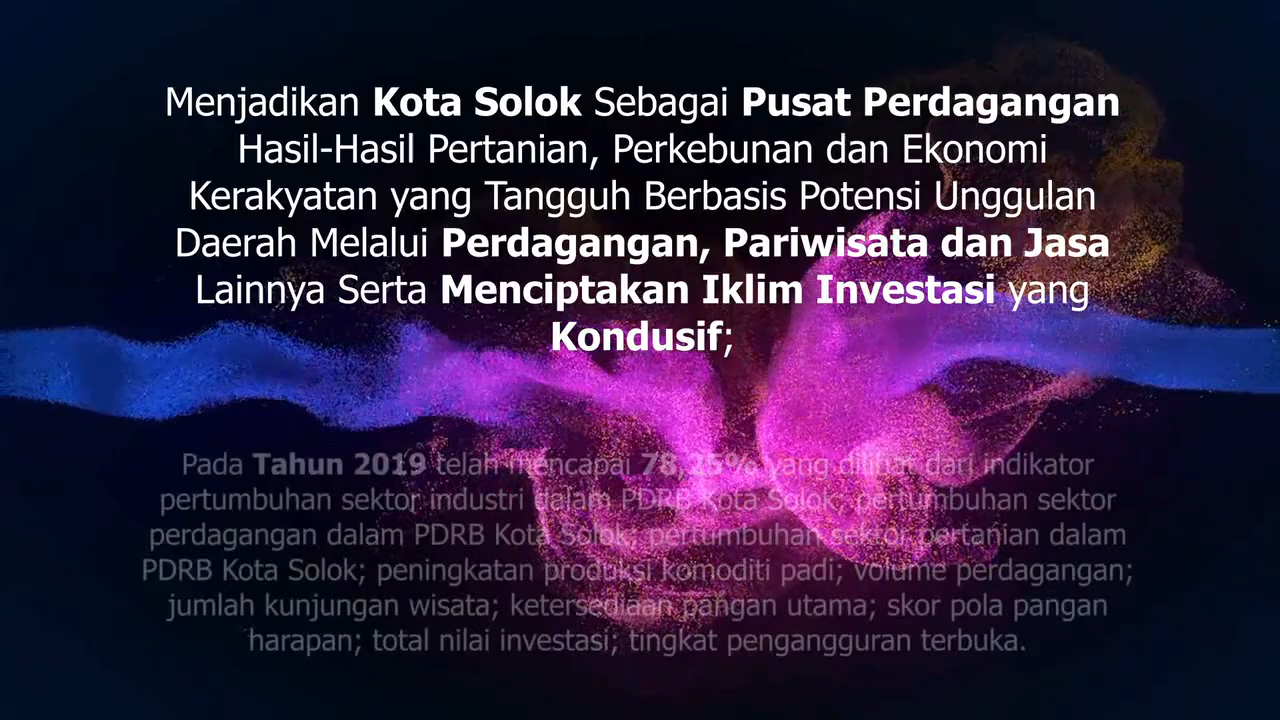 Menjadikan Kota Solok Sebagai Pusat Perdagangan
Hasil-Hasil Pertanian, Perkebunan dan Ekonomi
Kerakyatan yang Tangguh Berbasis Potensi Unggulan
Daerah Melalui Perdagangan, Pariwisata dan Jasa
Lainnya Serta Menciptakan Iklim Investasi yang
Kondusif;
Pada Tahun 2019 telah mencapai 78,25% yang dilihat dari indikator
pertumbuhan sektor industri dalam PDRB Kota Solok; pertumbuhan sektor
perdagangan dalam PDRB Kota Solok; pertumbuhan sektor pertanian dalam
PDRB Kota Solok; peningkatan produksi komoditi padi; volume perdagangan;
jumlah kunjungan wisata; ketersediaan pangan utama; skor pola pangan
harapan; total nilai investasi; tingkat pengangguran terbuka.